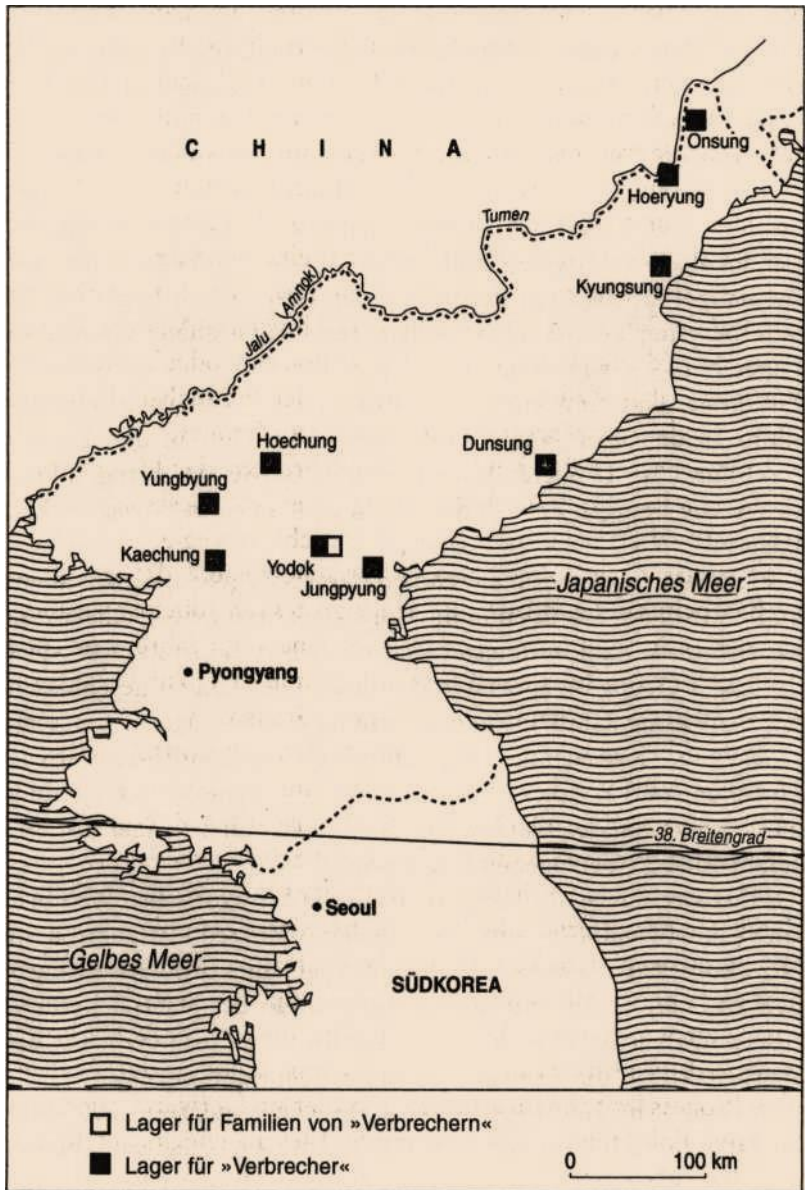 C H I N A
Onsung
Hoeryung
Tumen
Kyungsung
Jalu (Amnok)
Hoechung
Dunsung
Yungbyung
Kaechung
Yodok
Jungpyung
Japanisches Meer
Pyongyang
38. Breitengrad
Seoul
Gelbes Meer
SÜDKOREA
Lager für Familien von »Verbrechern«
Lager für »Verbrecher«
0 100 km